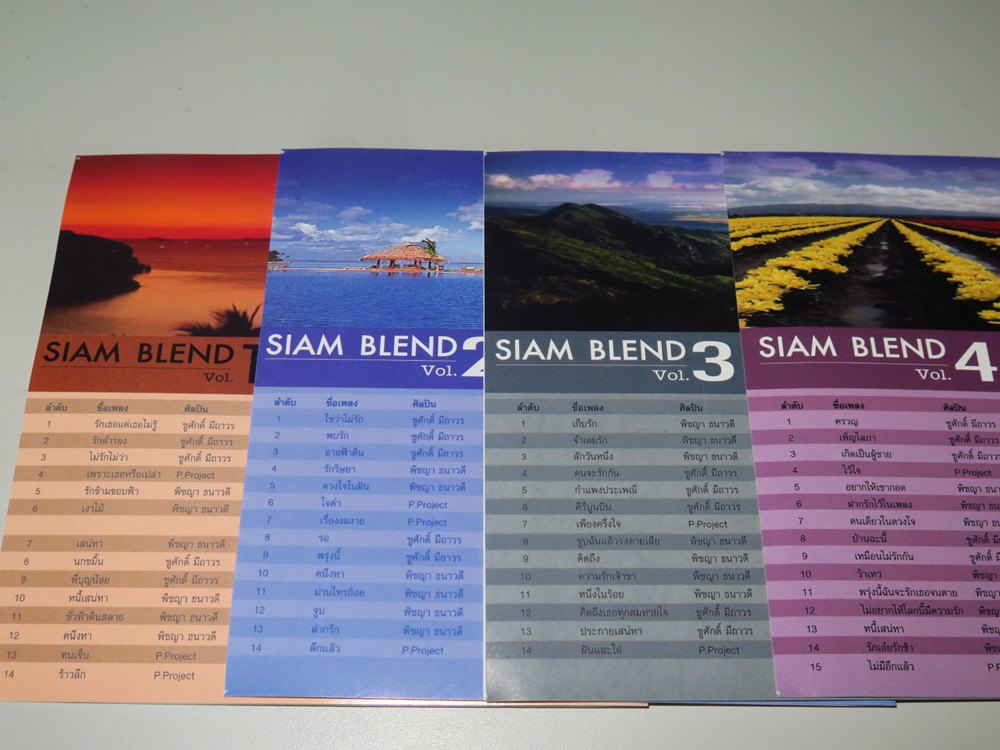 SIAM BLEND 1
Vol.
ลำดับ ชื่อเพลง ศิลปิน
1 รักเธอแต่เธอไม่รู้ ชูศักดิ์ มีถาวร
2 รักสำรอง ชูศักดิ์ มีถาวร
3 ไม่รักไม่ว่า ชูศักดิ์ มีถาวร
4 เพราะเธอหรือเปล่า P.Project
5 รักข้ามขอบฟ้า พิชญา ธนาวดี
6 เงาไม้ พิชญา ธนาวดี
7 เสน่หา พิชญา ธนาวดี
8 นกขมิ้น ชูศักดิ์ มีถาวร
9 พี่บุญน้อย ชูศักดิ์ มีถาวร
10 หนี้เสน่หา พิชญา ธนาวดี
11 ชั่วฟ้าดินสลาย พิชญา ธนาวดี
12 คนึงหา พิชญา ธนาวดี
13 ทนเจ็บ P.Project
14 ร้าวลึก P.Project
SIAM BLEND 2
Vol.
ลำดับ ชื่อเพลง ศิลปิน
1 ใช่ว่าไม่รัก ชูศักดิ์ มีถาวร
2 พบรัก ชูศักดิ์ มีถาวร
3 อายฟ้าดิน ชูศักดิ์ มีถาวร
4 รักริษยา พิชญา ธนาวดี
5 ดวงใจในฝัน พิชญา ธนาวดี
6 ใจดำ P.Project
7 เรื่องงมงาย P.Project
8 รอ ชูศักดิ์ มีถาวร
9 พรุ่งนี้ ชูศักดิ์ มีถาวร
10 คนึงหา พิชญา ธนาวดี
11 ม่านไทรย้อย พิชญา ธนาวดี
12 จูบ พิชญา ธนาวดี
13 ฝากรัก พิชญา ธนาวดี
14 ดึกแล้ว P.Project
SIAM BLEND 3
Vol.
ลำดับ ชื่อเพลง ศิลปิน
1 เก็บรัก พิชญา ธนาวดี
2 จำเลยรัก พิชญา ธนาวดี
3 สักวันหนึ่ง พิชญา ธนาวดี
4 คนจะรักกัน ชูศักดิ์ มีถาวร
5 กำแพงประเพณี ชูศักดิ์ มีถาวร
6 คีรีบูนบิน ชูศักดิ์ มีถาวร
7 เพียงครึ่งใจ P.Project
8 จูบฉันแล้วจงตายเสีย พิชญา ธนาวดี
9 คิดถึง พิชญา ธนาวดี
10 ความรักเจ้าขา พิชญา ธนาวดี
11 หนึ่งในร้อย พิชญา ธนาวดี
12 คิดถึงเธอทุกลมหายใจ ชูศักดิ์ มีถาวร
13 ประกายเสน่หา ชูศักดิ์ มีถาวร
14 ฝันและใฝ่ P.Project
SIAM BLEND 4
Vol.
ลำดับ ชื่อเพลง ศิลปิน
1 ครวญ ชูศักดิ์ มีถาวร
2 เพ็ญโสภา ชูศักดิ์ มีถาวร
3 เกิดเป็นผู้ชาย ชูศักดิ์
4 ไว้ใจ P.Project
5 อยากให้เขากอด พิชญา
6 ฝากรักไว้ในเพลง พิชญา
7 คนเดียวในดวงใจ พิชญา
8 บ้านฉะนี้ ชูศักดิ์
9 เหมือนไม่รักกัน ชูศักดิ์
10 ว้าเหว่ พิชญา
11 พรุ่งนี้ฉันจะรักเธอจนตาย
12 ไม่อยากให้โลกนี้มีความรัก
13 หนี้เสน่หา
14 รักเอ๋ยรักข้า
15 ไม่มีอีกแล้ว